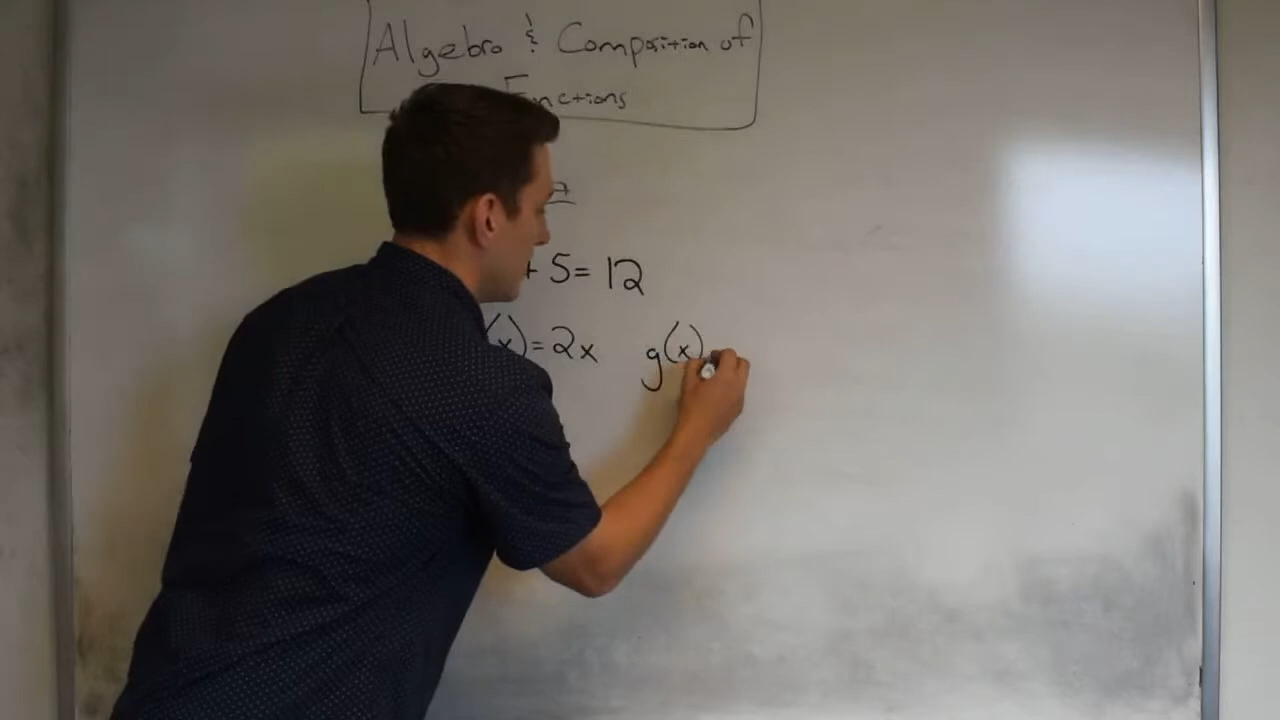 Algebra & Composition of
Functions
+ 5 = 12
(x) = 2x g(x)